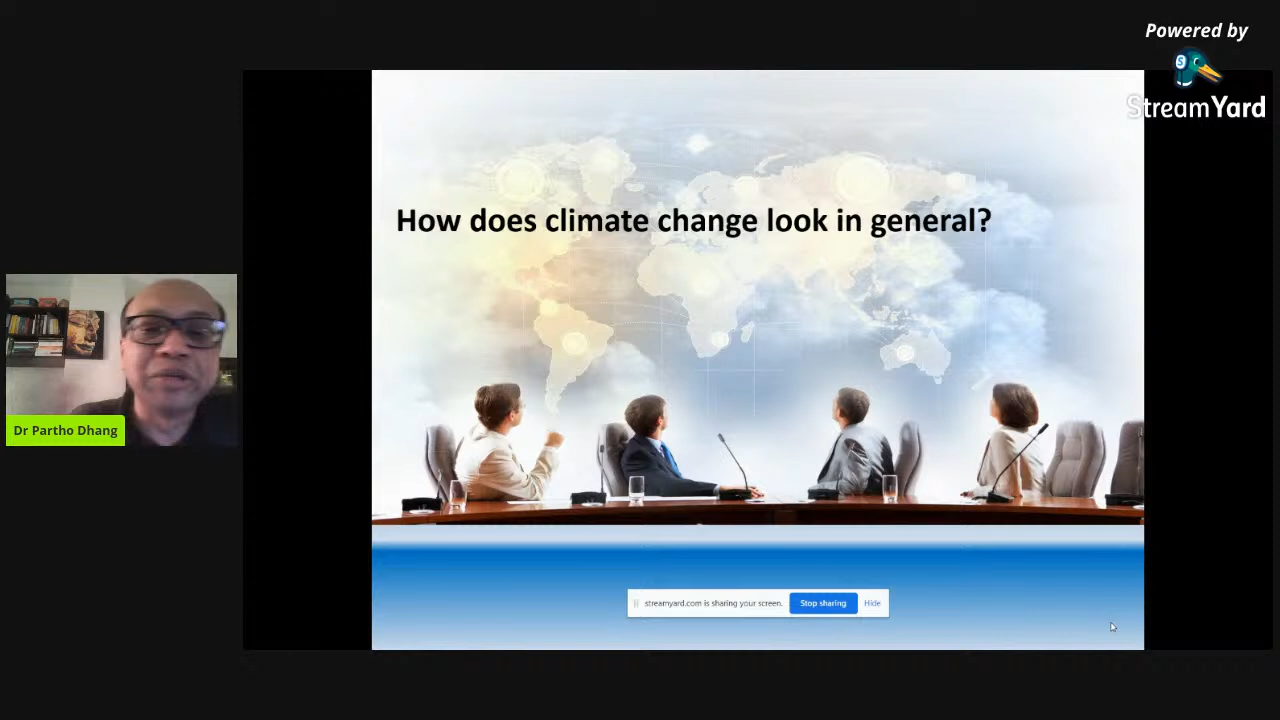 Powered by
StreamYard
How does climate change look in general?
Dr Partho Dhang
streamyard.com is sharing your screen. Stop sharing Hide